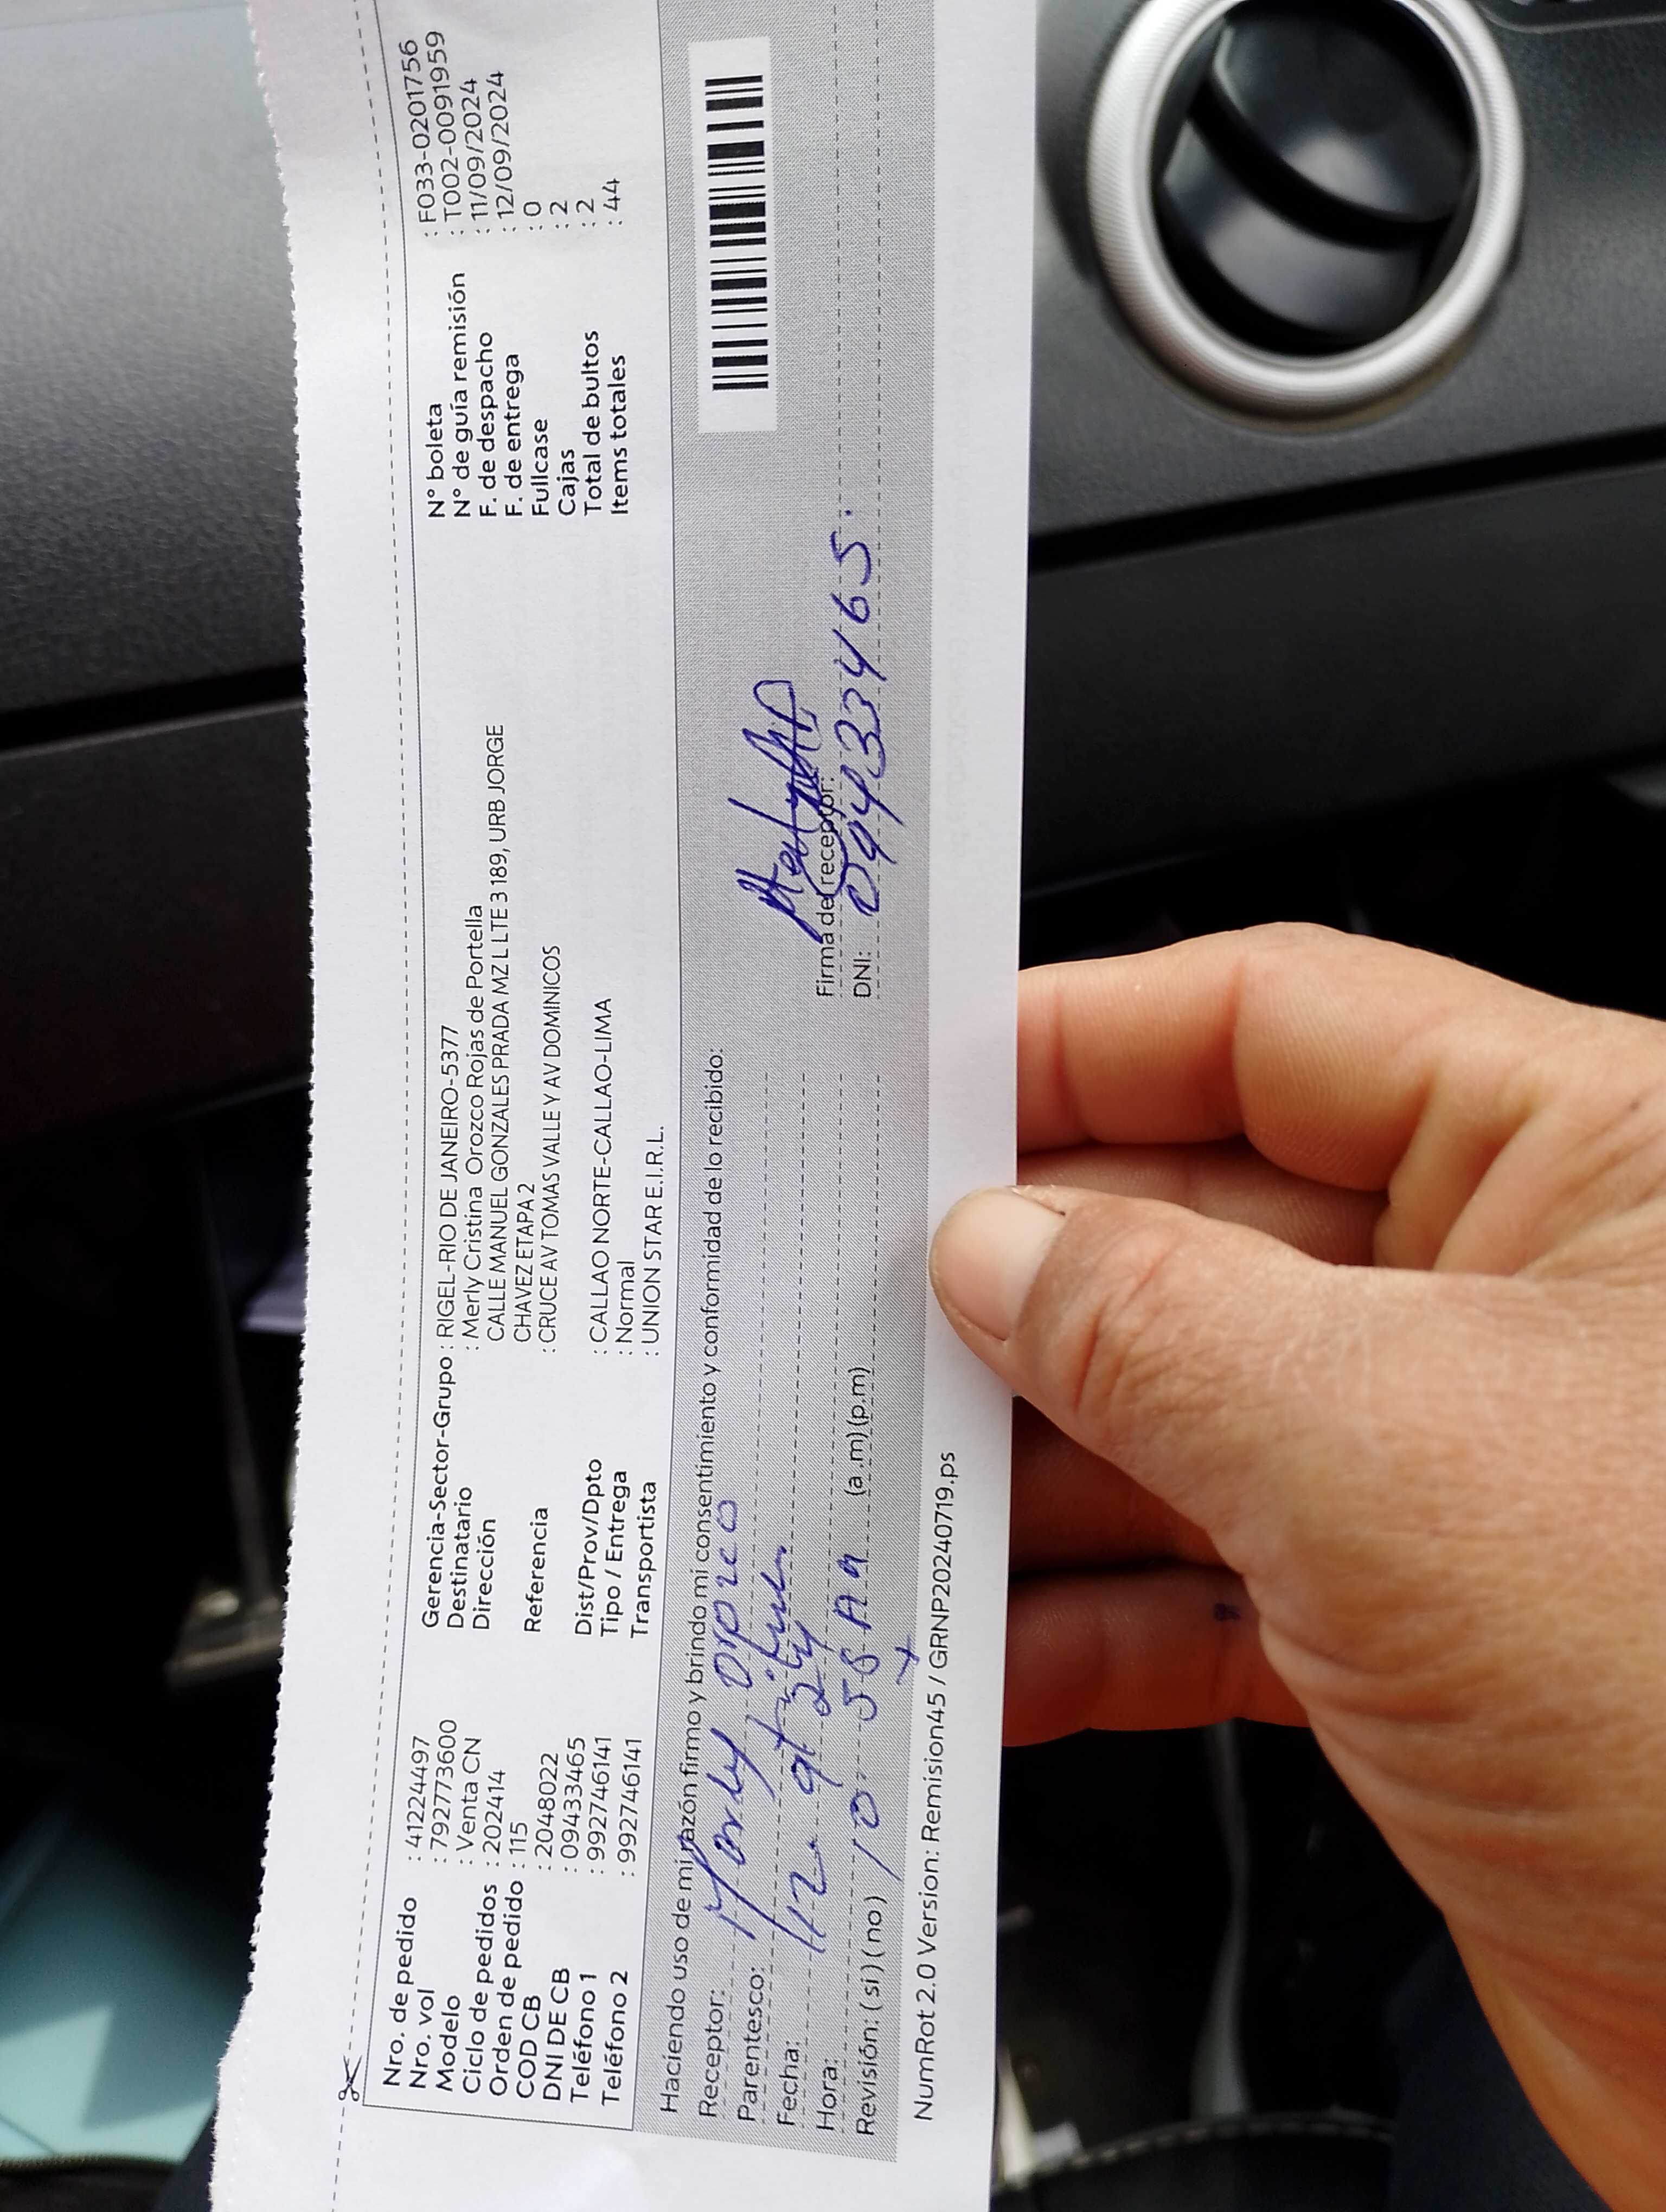 Nro. de pedido : 41224497
Nro. vol : 7927773600
Modelo : Venta CN
Ciclo de pedidos : 202414
Orden de pedido : 115
COD CB : 2048022
DNI DE CB : 09433465
Teléfono 1 : 992746141
Teléfono 2 : 992746141
Gerencia-Sector-Grupo : RIGEL-RIO DE JANEIRO-5377
Destinatario : Merly Cristina Orozco Rojas de Portella
Dirección CALLE MANUEL GONZALES PRADA MZ L LTE 3 189, URB JORGE
CHAVEZ ETAPA 2
Referencia : CRUCE AV TOMAS VALLE Y AV DOMINICOS
Dist/Prov/Dpto : CALLAO NORTE-CALLAO-LIMA
Tipo / Entrega : Normal
Transportista : UNION STAR E.I.R.L.
N° boleta : F033-0201756
N° de guía remisión : T002-0091959
F. de despacho : 11/09/2024
F. de entrega : 12/09/2024
Fullcase : 0
Cajas : 2
Total de bultos : 2
Items totales : 44
Haciendo uso de mi razón firmo y brindo mi consentimiento y conformidad de lo recibido:
Receptor: Merly Orozco
Parentesco: titular
Fecha: 12. 9 24
Hora: 10. 56 A
Revisión: (si) (no) (a.m) (p.m)
Firma del receptor:
DNI: 09433465.
NumRot 2.0 Version: Remision45 / GRNP20240719.ps